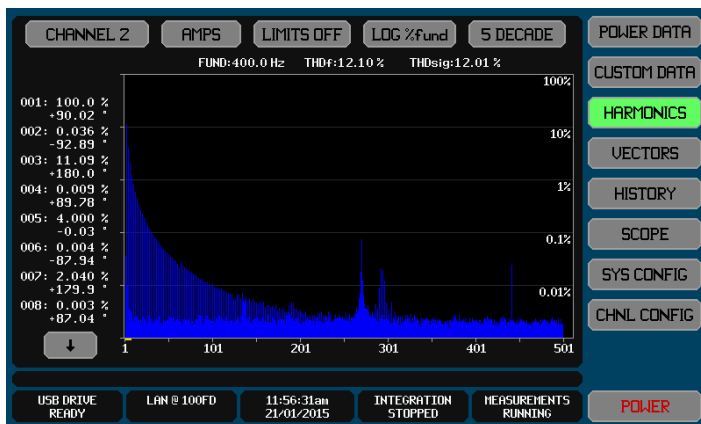 CHANNEL 2 AMPS LIMITS OFF LOG %fund 5 DECADE
FUND:400.0 Hz THDf:12.10 % THDsig:12.01 %
100%
10%
1%
0.1%
0.01%
001: 100.0 %
+90.02 °
002: 0.036 %
-92.89 °
003: 11.09 %
+180.0 °
004: 0.009 %
+89.78 °
005: 4.000 %
-0.03 °
006: 0.004 %
-87.94 °
007: 2.040 %
+179.9 °
008: 0.003 %
+87.04 °
↓
1 101 201 301 401 501
POWER DATA
CUSTOM DATA
HARMONICS
VECTORS
HISTORY
SCOPE
SYS CONFIG
CHNL CONFIG
USB DRIVE
READY
LAN @ 100FD
11:56:31am
21/01/2015
INTEGRATION
STOPPED
MEASUREMENTS
RUNNING
POWER